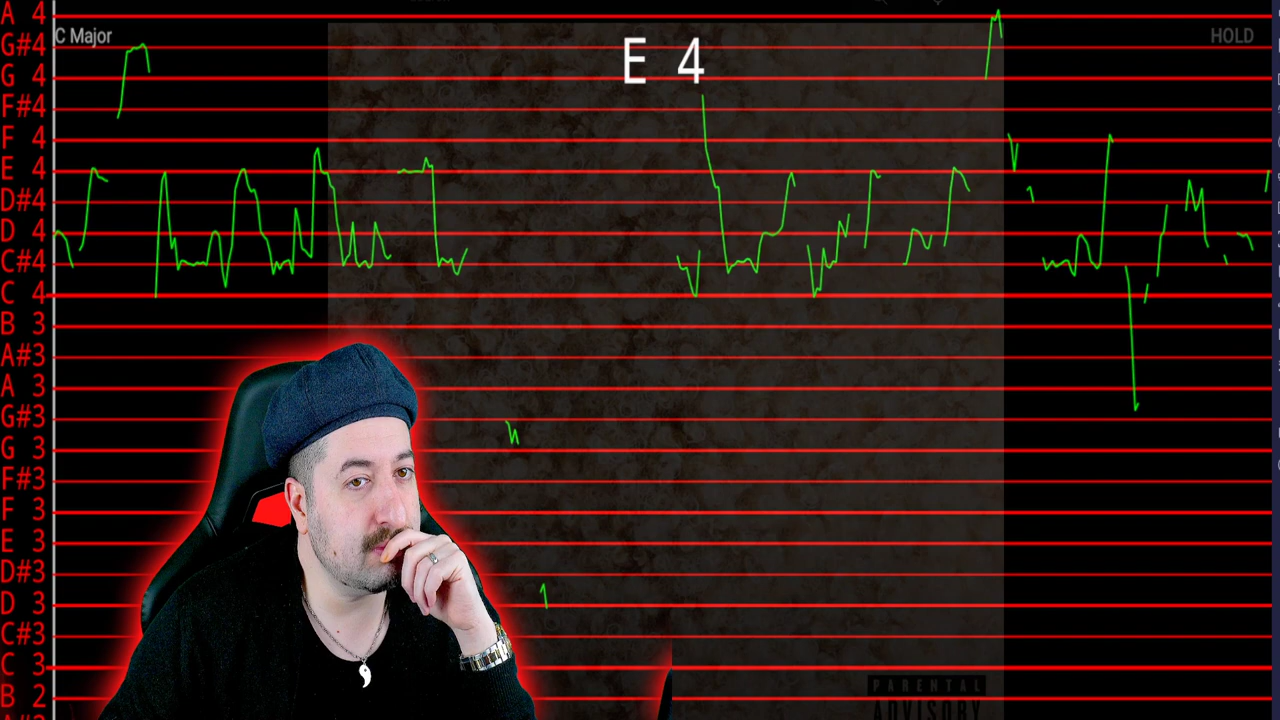 A 4
C Major
E 4
HOLD
G#4
G 4
F#4
F 4
E 4
D#4
D 4
C#4
C 4
B 3
A#3
A 3
G#3
G 3
F#3
F 3
E 3
D#3
D 3
C#3
C 3
B 2
PARENTAL
ADVISORY